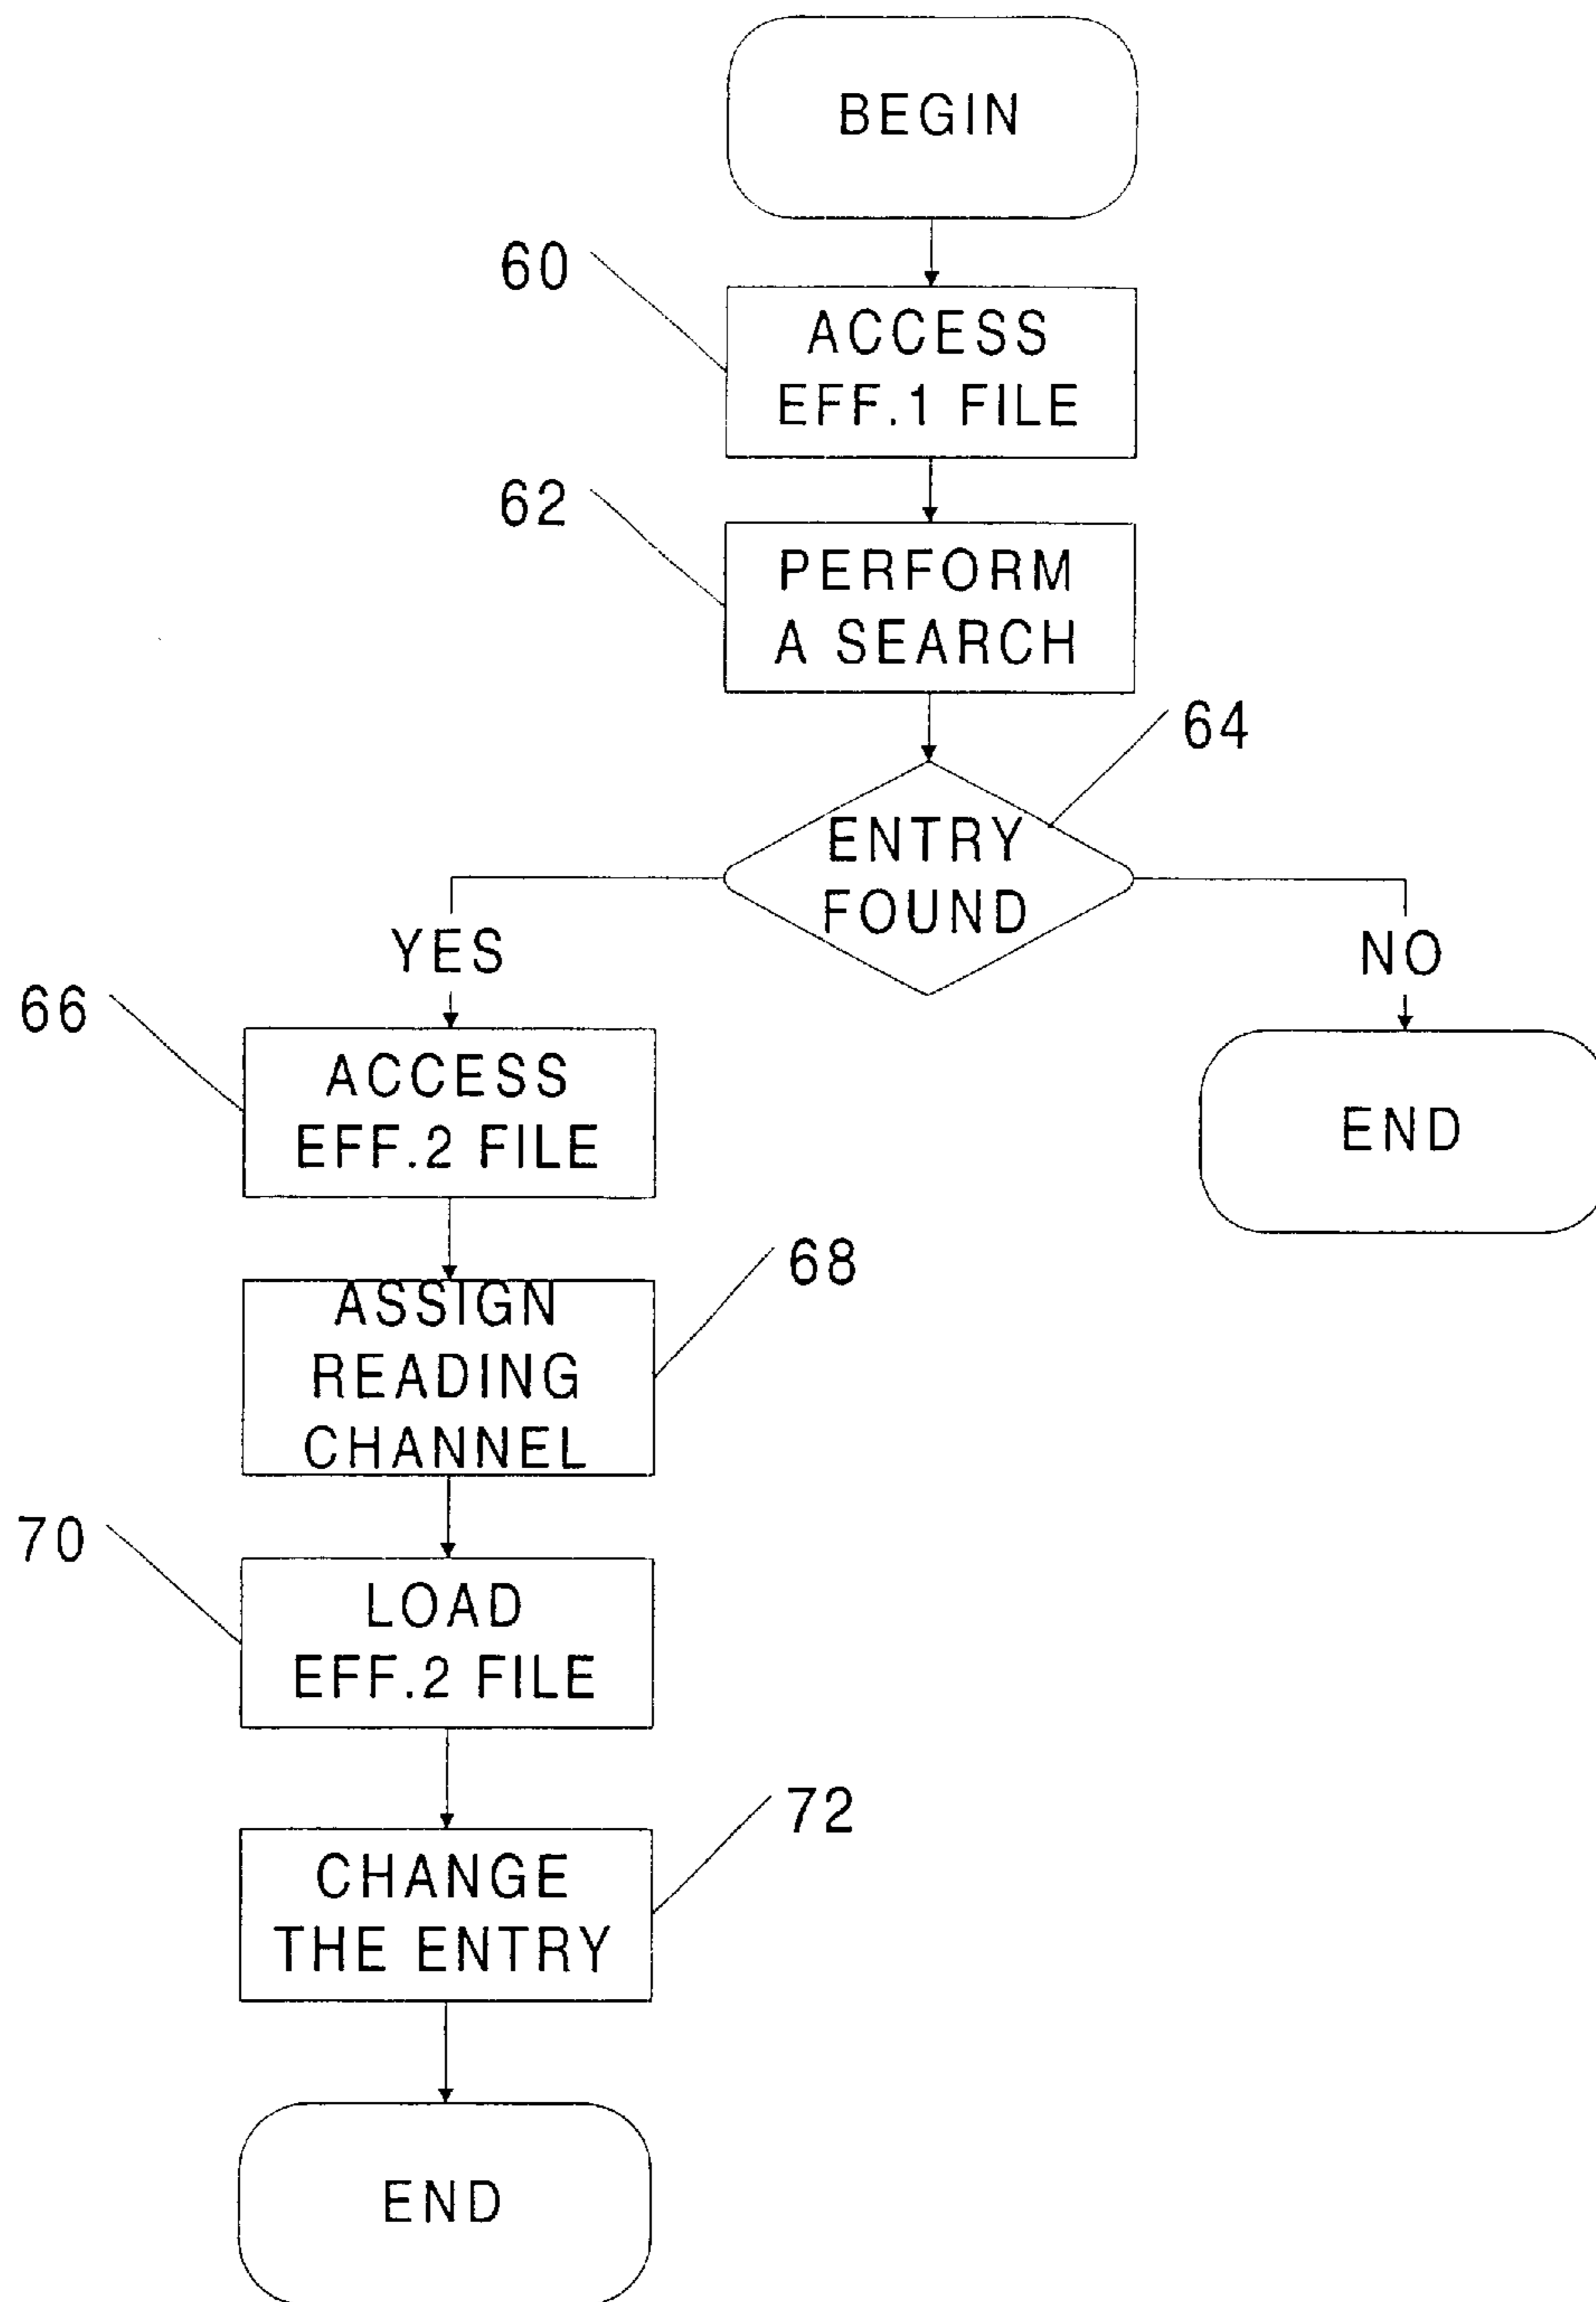 BEGIN
60
ACCESS
EFF.1 FILE
62
PERFORM
A SEARCH
64
ENTRY
FOUND
YES
NO
66
ACCESS
EFF.2 FILE
END
68
ASSIGN
READING
CHANNEL
70
LOAD
EFF.2 FILE
72
CHANGE
THE ENTRY
END